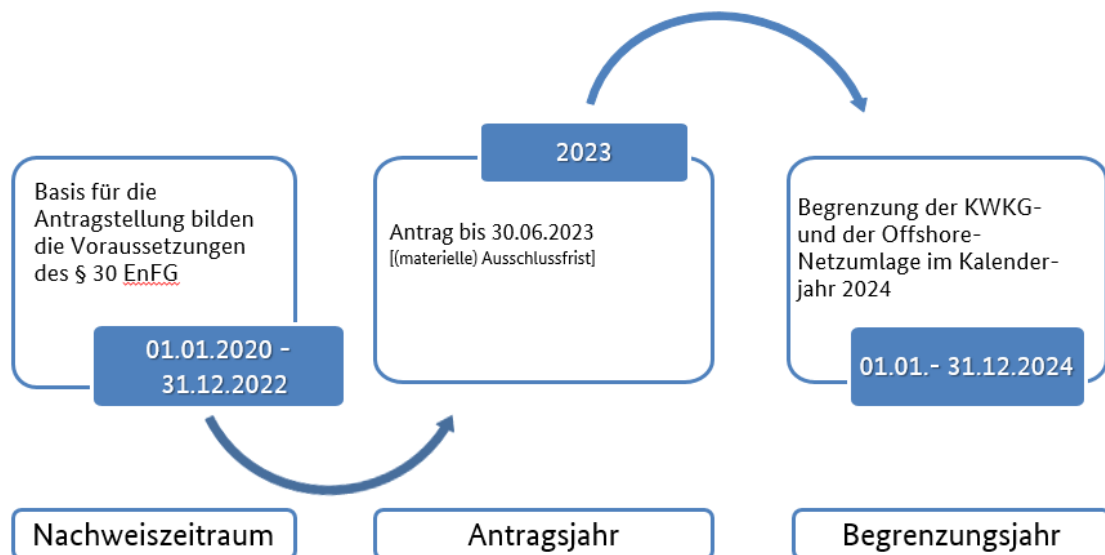 Basis für die
Antragstellung bilden
die Voraussetzungen
des § 30 EnFG
01.01.2020 -
31.12.2022
2023
Antrag bis 30.06.2023
[(materielle) Ausschlussfrist]
Begrenzung der KWKG-
und der Offshore-
Netzumlage im Kalender-
jahr 2024
01.01.- 31.12.2024
Nachweiszeitraum
Antragsjahr
Begrenzungsjahr